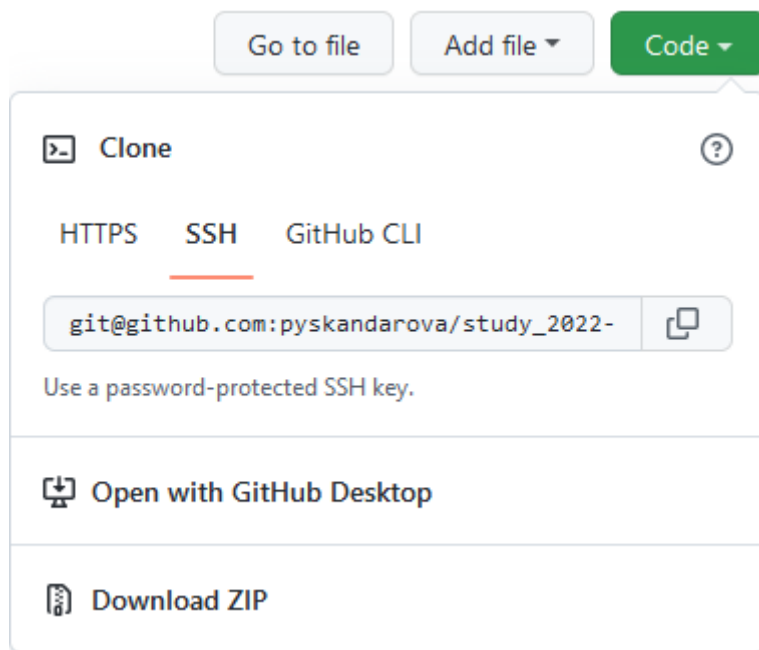 Go to file Add file Code
Clone
HTTPS SSH GitHub CLI
git@github.com:pyskandarova/study_2022-
Use a password-protected SSH key.
Open with GitHub Desktop
Download ZIP